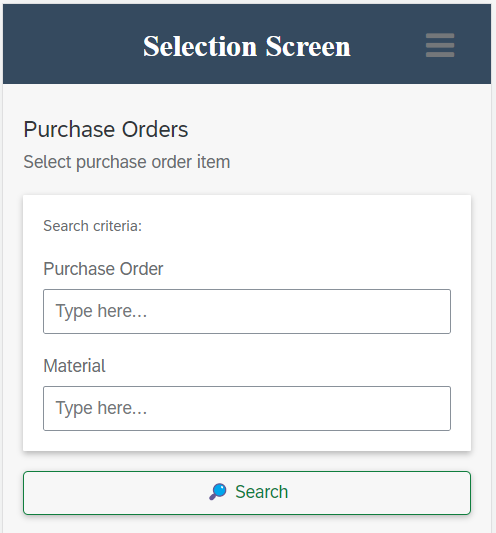 Selection Screen
Purchase Orders
Select purchase order item
Search criteria:
Purchase Order
Type here...
Material
Type here...
Search